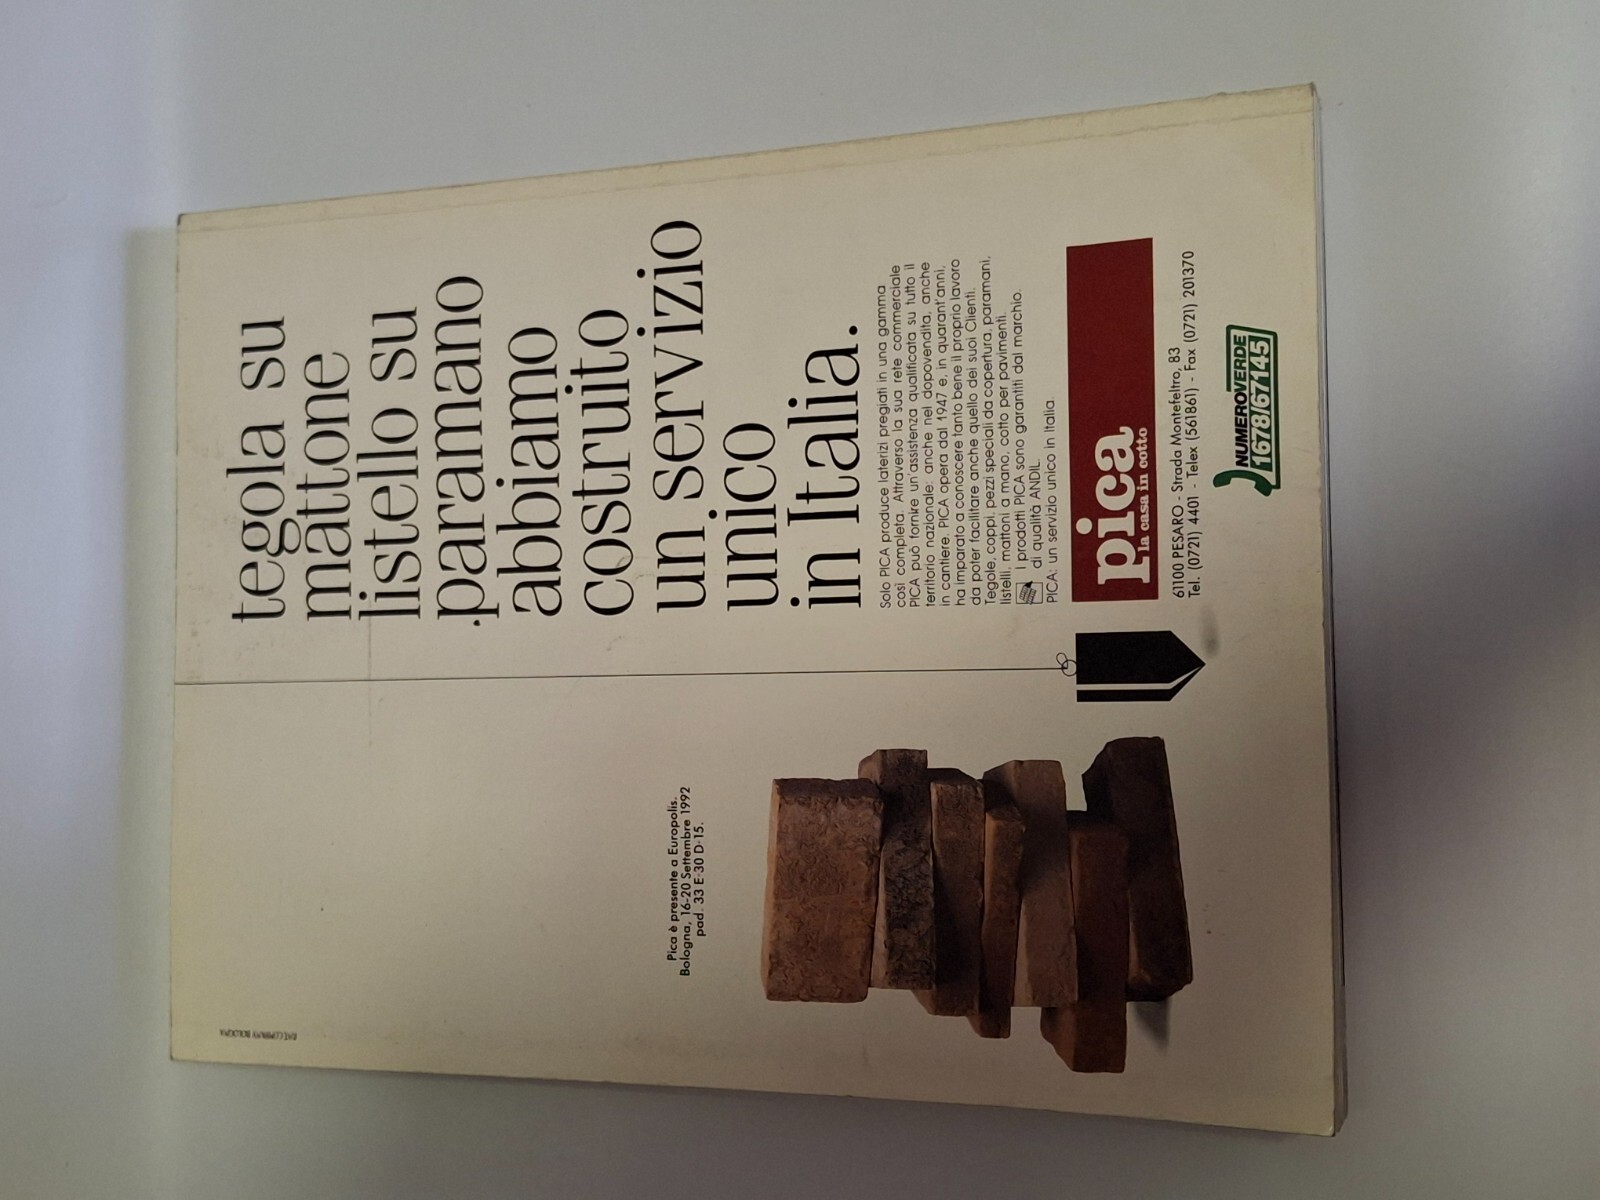 tegola su
mattone
listello su
paramano
abbiamo
costruito
un servizio
unico
in Italia.
Solo PICA produce laterizi pregiati in una gamma
così completa. Attraverso la sua rete commerciale
PICA può fornire un'assistenza qualificata su tutto il
territorio nazionale: anche nel dopovendita, anche
in cantiere. PICA opera dal 1947 e, in quarant'anni,
ha imparato a conoscere tanto bene il proprio lavoro
da poter facilitare anche quello dei suoi Clienti.
Tegole, coppi, pezzi speciali da copertura, paramani,
listelli, mattoni a mano, cotto per pavimenti.
I prodotti PICA sono garantiti dal marchio
di qualità ANDIL.
PICA: un servizio unico in Italia.
pica
la casa in cotto
61100 PESARO - Strada Montefeltro, 83
Tel. (0721) 4401 - Telex (561861) - Fax (0721) 201370
NUMEROVERDE
1678/67145
Pica è presente a Europolis.
Bologna, 16-20 Settembre 1992
pad. 33 E-30 D-15.